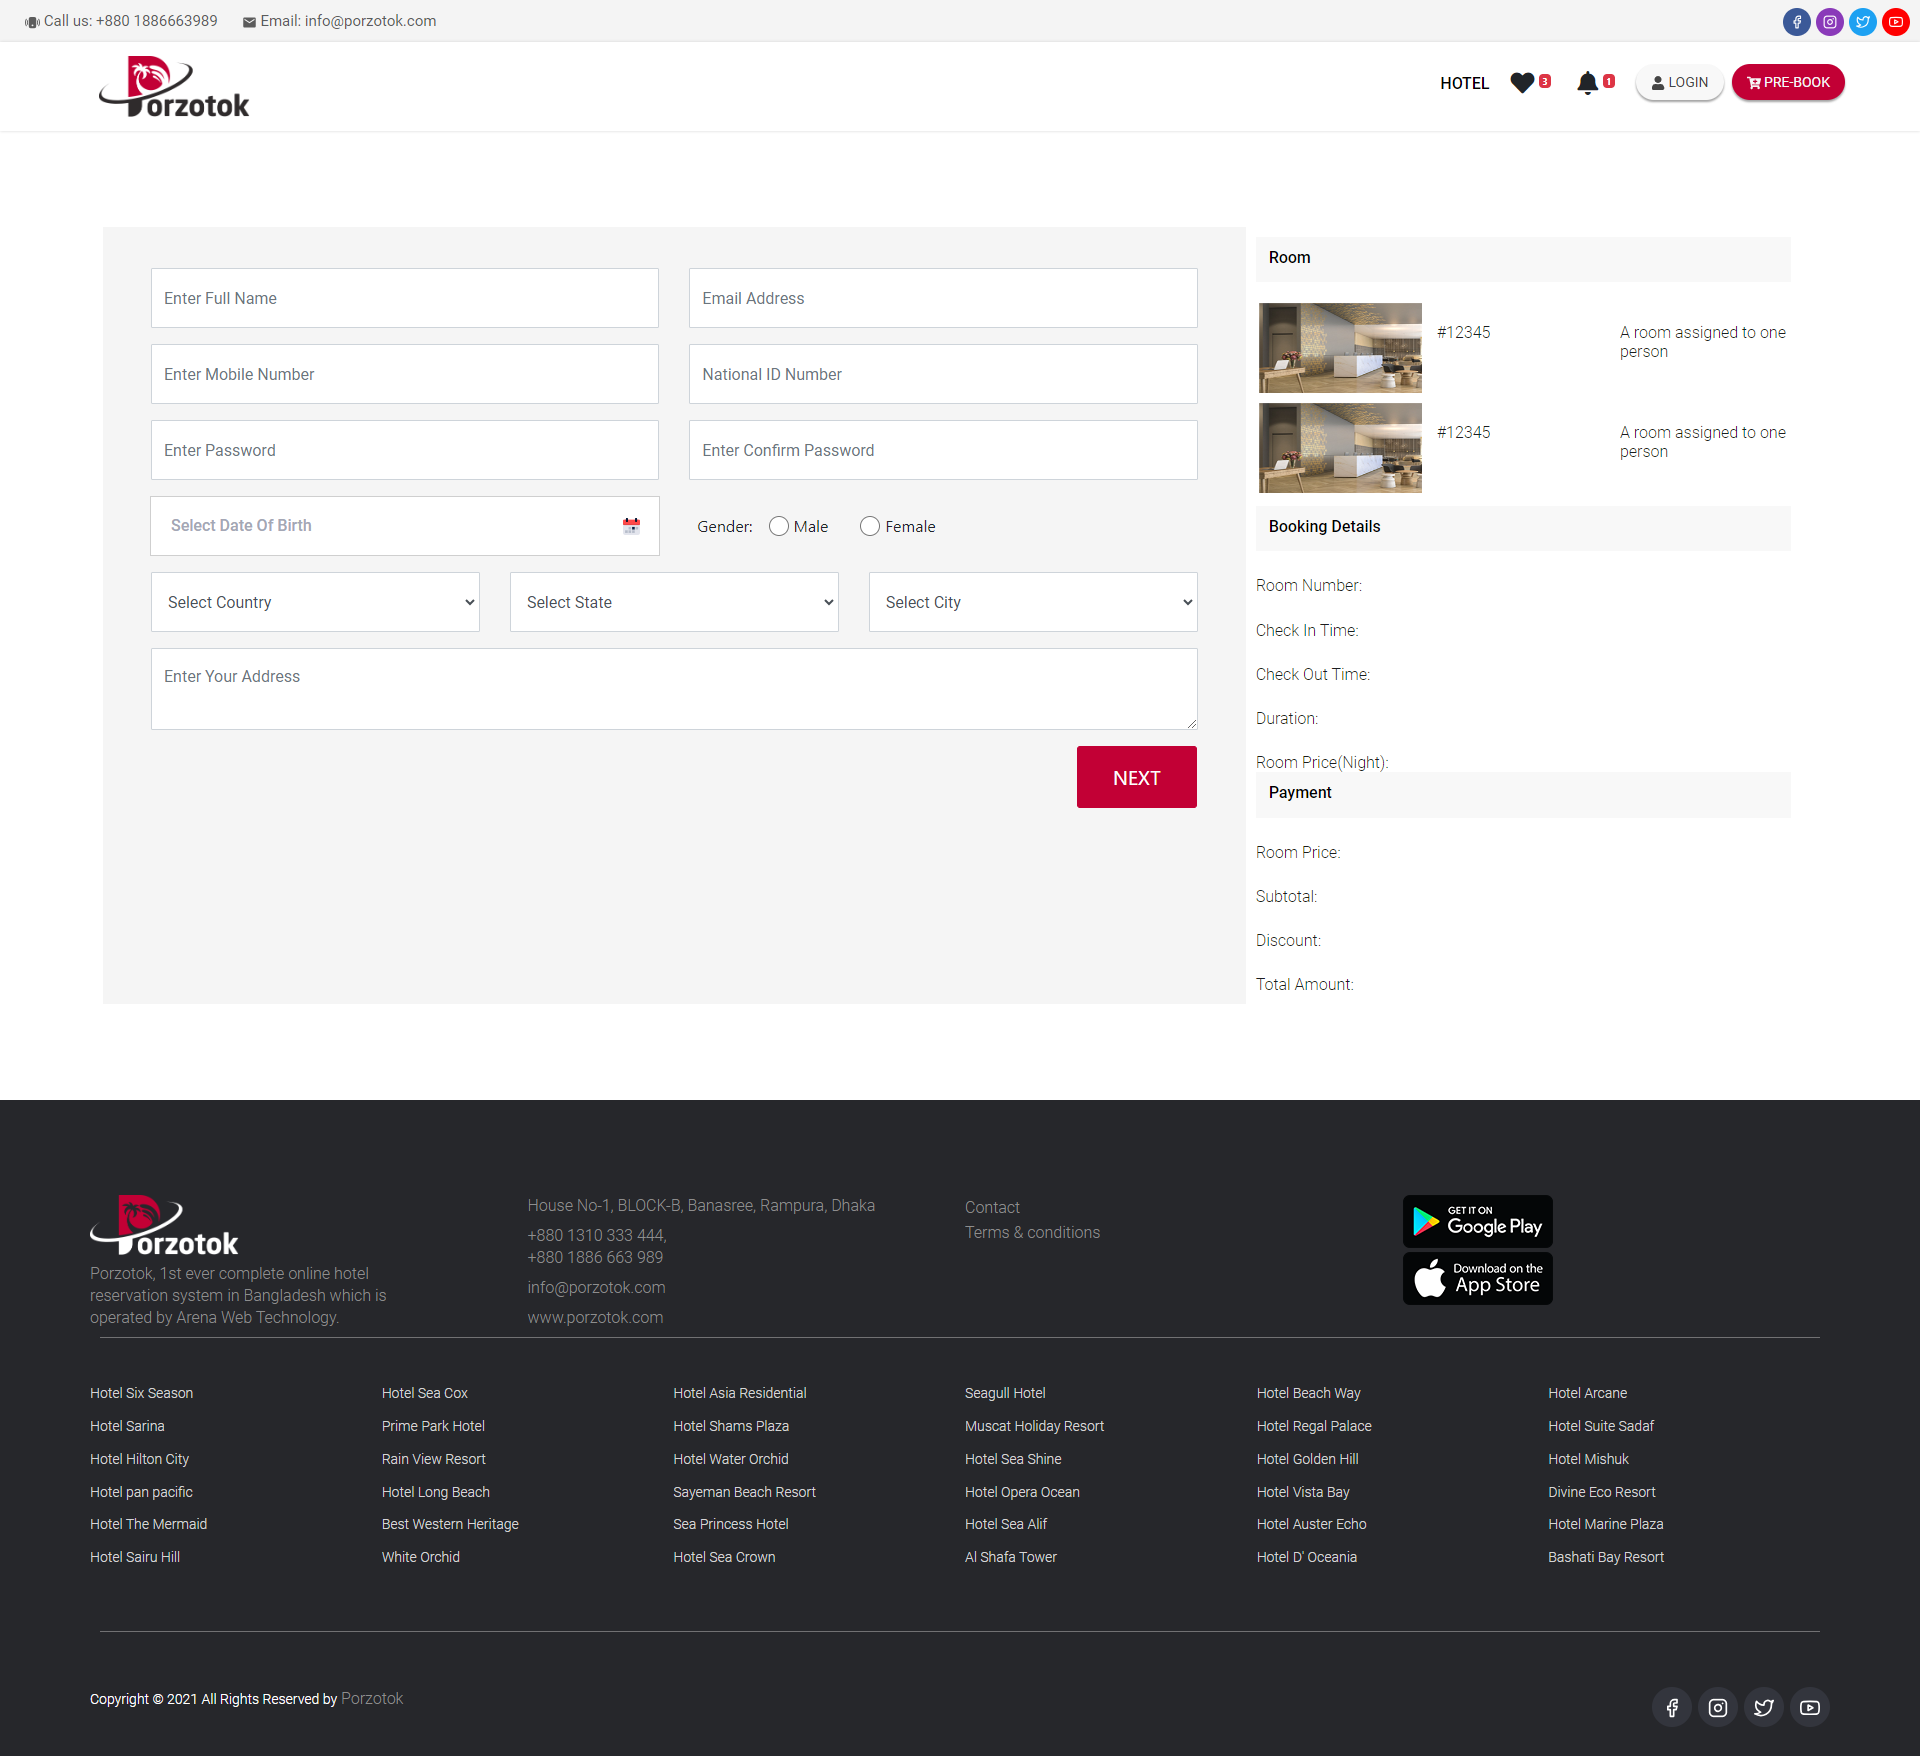 Call us: +880 1886663989
Email: info@porzotok.com
Porzotok
HOTEL
3
1
LOGIN
PRE-BOOK
Enter Full Name
Email Address
Enter Mobile Number
National ID Number
Enter Password
Enter Confirm Password
Select Date Of Birth
Gender:
Male
Female
Select Country
Select State
Select City
Enter Your Address
NEXT
Room
#12345
A room assigned to one
person
#12345
A room assigned to one
person
Booking Details
Room Number:
Check In Time:
Check Out Time:
Duration:
Room Price(Night):
Payment
Room Price:
Subtotal:
Discount:
Total Amount:
Porzotok
Porzotok, 1st ever complete online hotel
reservation system in Bangladesh which is
operated by Arena Web Technology.
House No-1, BLOCK-B, Banasree, Rampura, Dhaka
+880 1310 333 444,
+880 1886 663 989
info@porzotok.com
www.porzotok.com
Contact
Terms & conditions
GET IT ON
Google Play
Download on the
App Store
Hotel Six Season
Hotel Sarina
Hotel Hilton City
Hotel pan pacific
Hotel The Mermaid
Hotel Sairu Hill
Hotel Sea Cox
Prime Park Hotel
Rain View Resort
Hotel Long Beach
Best Western Heritage
White Orchid
Hotel Asia Residential
Hotel Shams Plaza
Hotel Water Orchid
Sayeman Beach Resort
Sea Princess Hotel
Hotel Sea Crown
Seagull Hotel
Muscat Holiday Resort
Hotel Sea Shine
Hotel Opera Ocean
Hotel Sea Alif
Al Shafa Tower
Hotel Beach Way
Hotel Regal Palace
Hotel Golden Hill
Hotel Vista Bay
Hotel Auster Echo
Hotel D' Oceania
Hotel Arcane
Hotel Suite Sadaf
Hotel Mishuk
Divine Eco Resort
Hotel Marine Plaza
Bashati Bay Resort
Copyright © 2021 All Rights Reserved by Porzotok